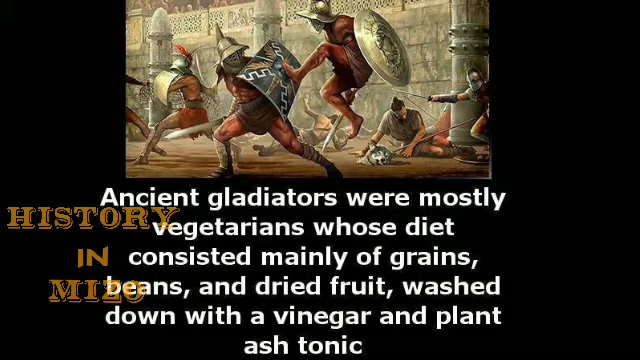 Ancient gladiators were mostly
vegetarians whose diet
consisted mainly of grains,
beans, and dried fruit, washed
down with a vinegar and plant
ash tonic
HISTORY
IN
MIZO